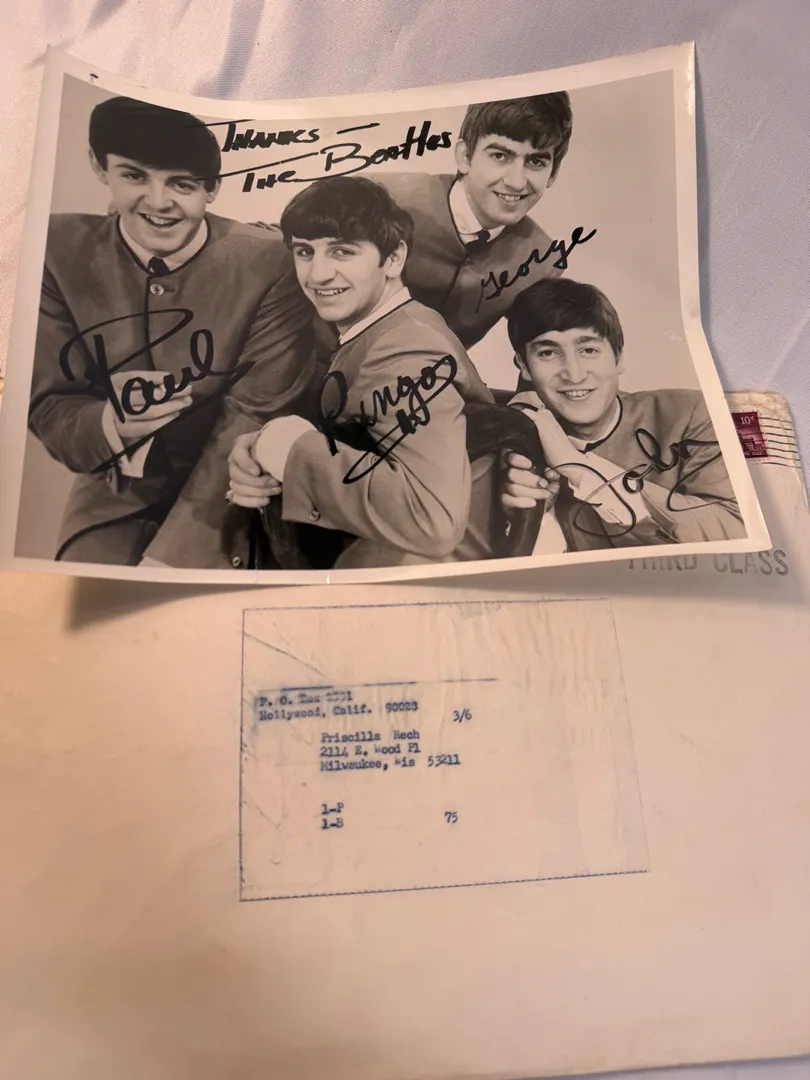 THANKS —
THE BEATLES
George
Paul
Ringo
John
10¢
THIRD CLASS
P. O. Box
Hollywood, Calif. 90028
3/6
Priscilla Rech
2114 E. Wood Pl
Milwaukee, Wis 53211
1-P
1-B 75